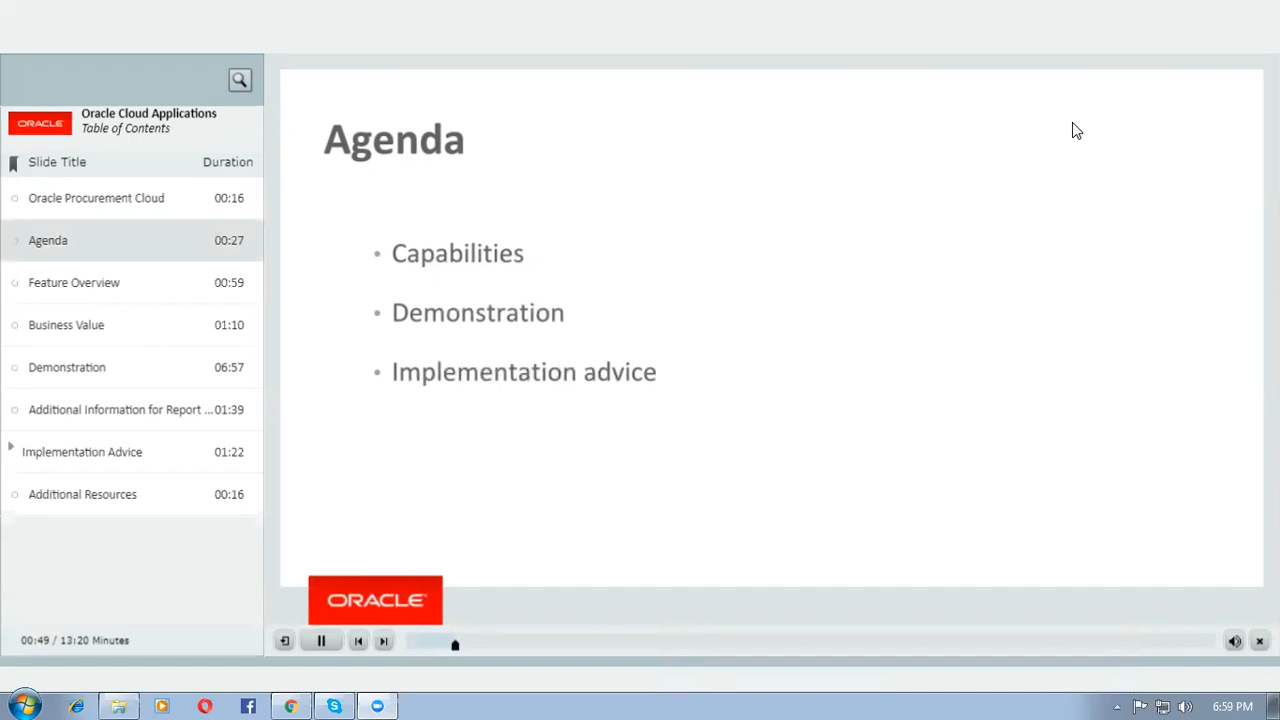 ORACLE
Oracle Cloud Applications
Table of Contents
Slide Title Duration
Oracle Procurement Cloud 00:16
Agenda 00:27
Feature Overview 00:59
Business Value 01:10
Demonstration 06:57
Additional Information for Report ... 01:39
Implementation Advice 01:22
Additional Resources 00:16
00:49 / 13:20 Minutes
Agenda
• Capabilities
• Demonstration
• Implementation advice
ORACLE
6:59 PM